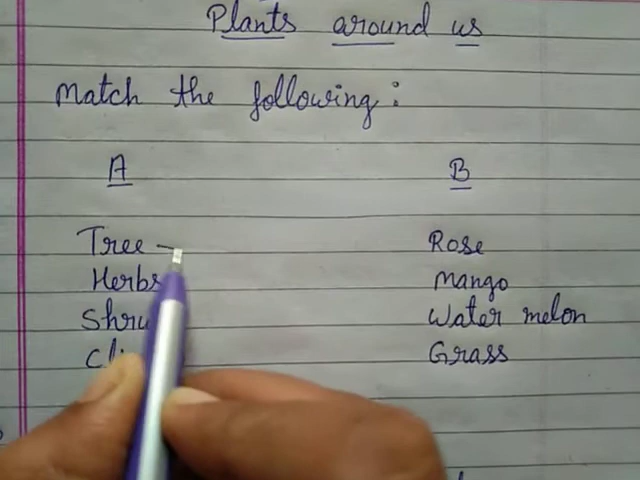 Plants around us
Match the following:
A B
Tree – Rose
Herbs Mango
Water melon
Grass